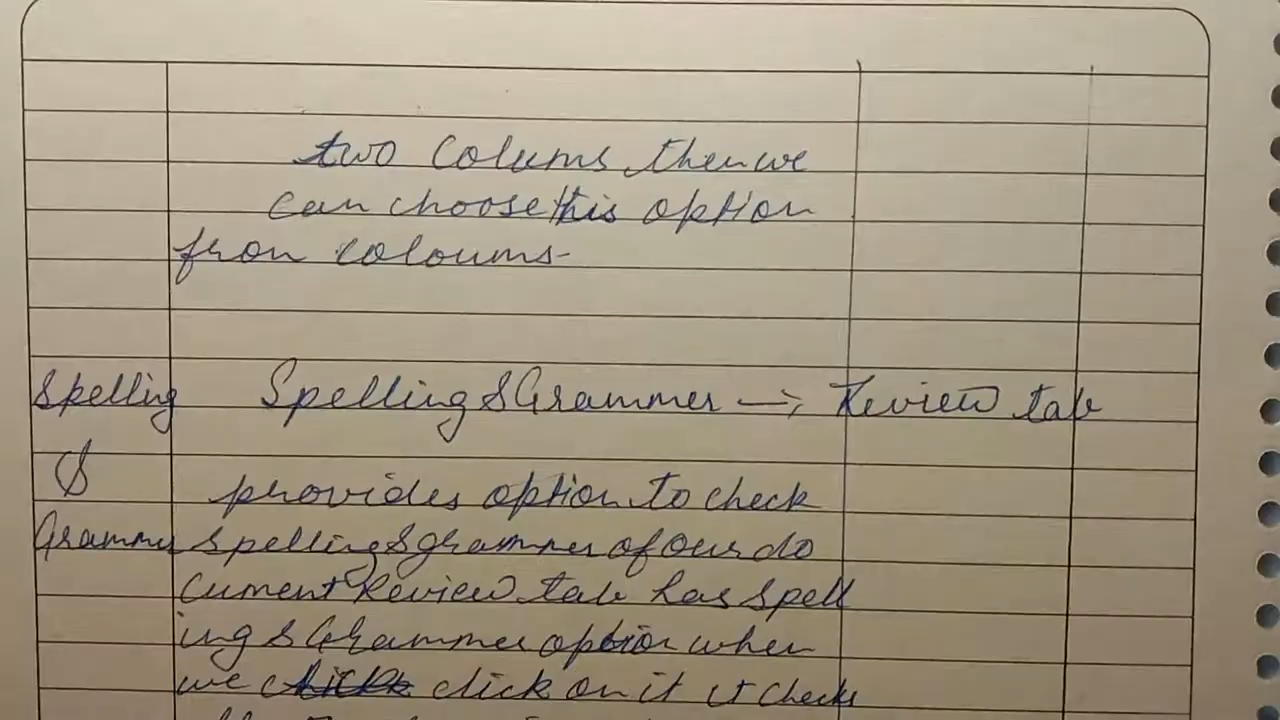 two Colums then we
can choose this option
fron coloums-
Spelling Spelling & Grammer —> Review tab
&
provides option to check
Grammer spelling & grammer of our do
cument Review tab has spell
ing & Grammer option when
we click on it it checks